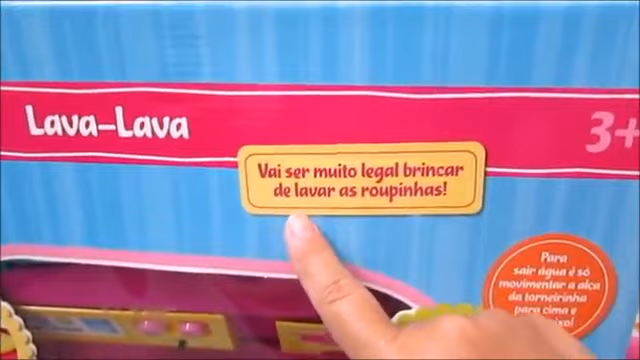 Lava-Lava
3+
Vai ser muito legal brincar
de lavar as roupinhas!
Para
sair água é só
movimentar a alça
da torneirinha
para cima e